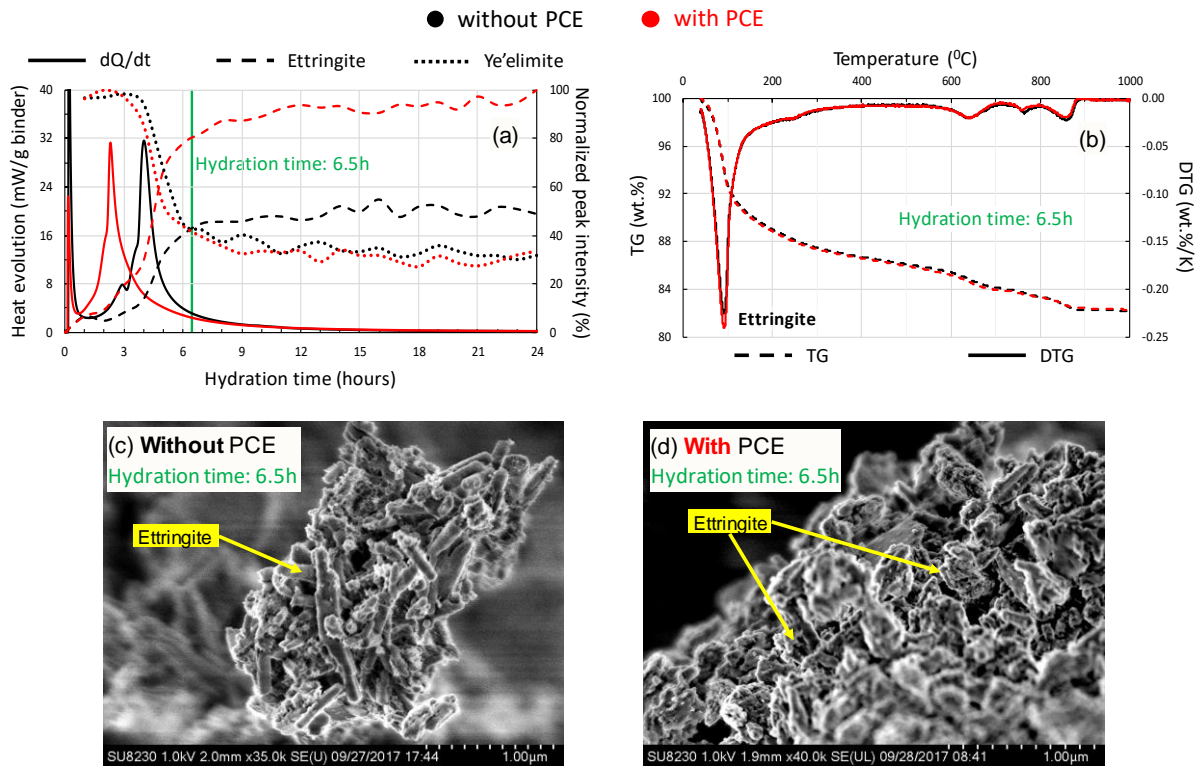 without PCE
with PCE
dQ/dt
Ettringite
Ye'elimite
Heat evolution (mW/g binder)
40
32
24
16
8
0
(a)
Hydration time: 6.5h
100
80
60
40
20
0
Normalized peak intensity (%)
0 3 6 9 12 15 18 21 24
Hydration time (hours)
Temperature (⁰C)
0 200 400 600 800 1000
TG (wt.%)
100
96
92
88
84
80
(b)
Hydration time: 6.5h
Ettringite
0.00
-0.05
-0.10
-0.15
-0.20
-0.25
DTG (wt.%/K)
TG
DTG
(c) Without PCE
Hydration time: 6.5h
Ettringite
SU8230 1.0kV 2.0mm x35.0k SE(U) 09/27/2017 17:44
1.00µm
(d) With PCE
Hydration time: 6.5h
Ettringite
SU8230 1.0kV 1.9mm x40.0k SE(UL) 09/28/2017 08:41
1.00µm